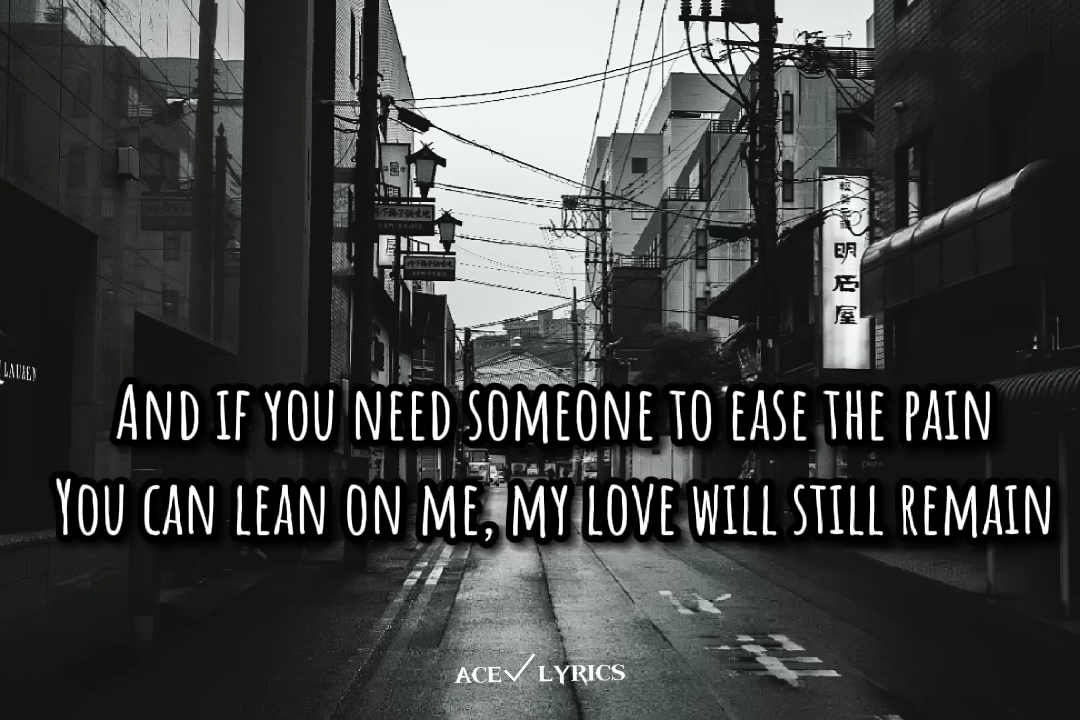 明石屋
LAUREN
And if you need someone to ease the pain
You can lean on me, my love will still remain
ACE LYRICS